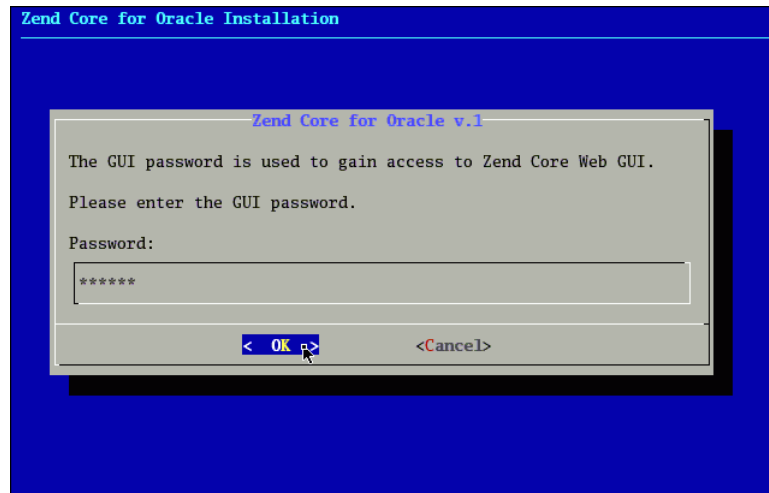 Zend Core for Oracle Installation
Zend Core for Oracle v.1
The GUI password is used to gain access to Zend Core Web GUI.
Please enter the GUI password.
Password:
******
< OK > <Cancel>